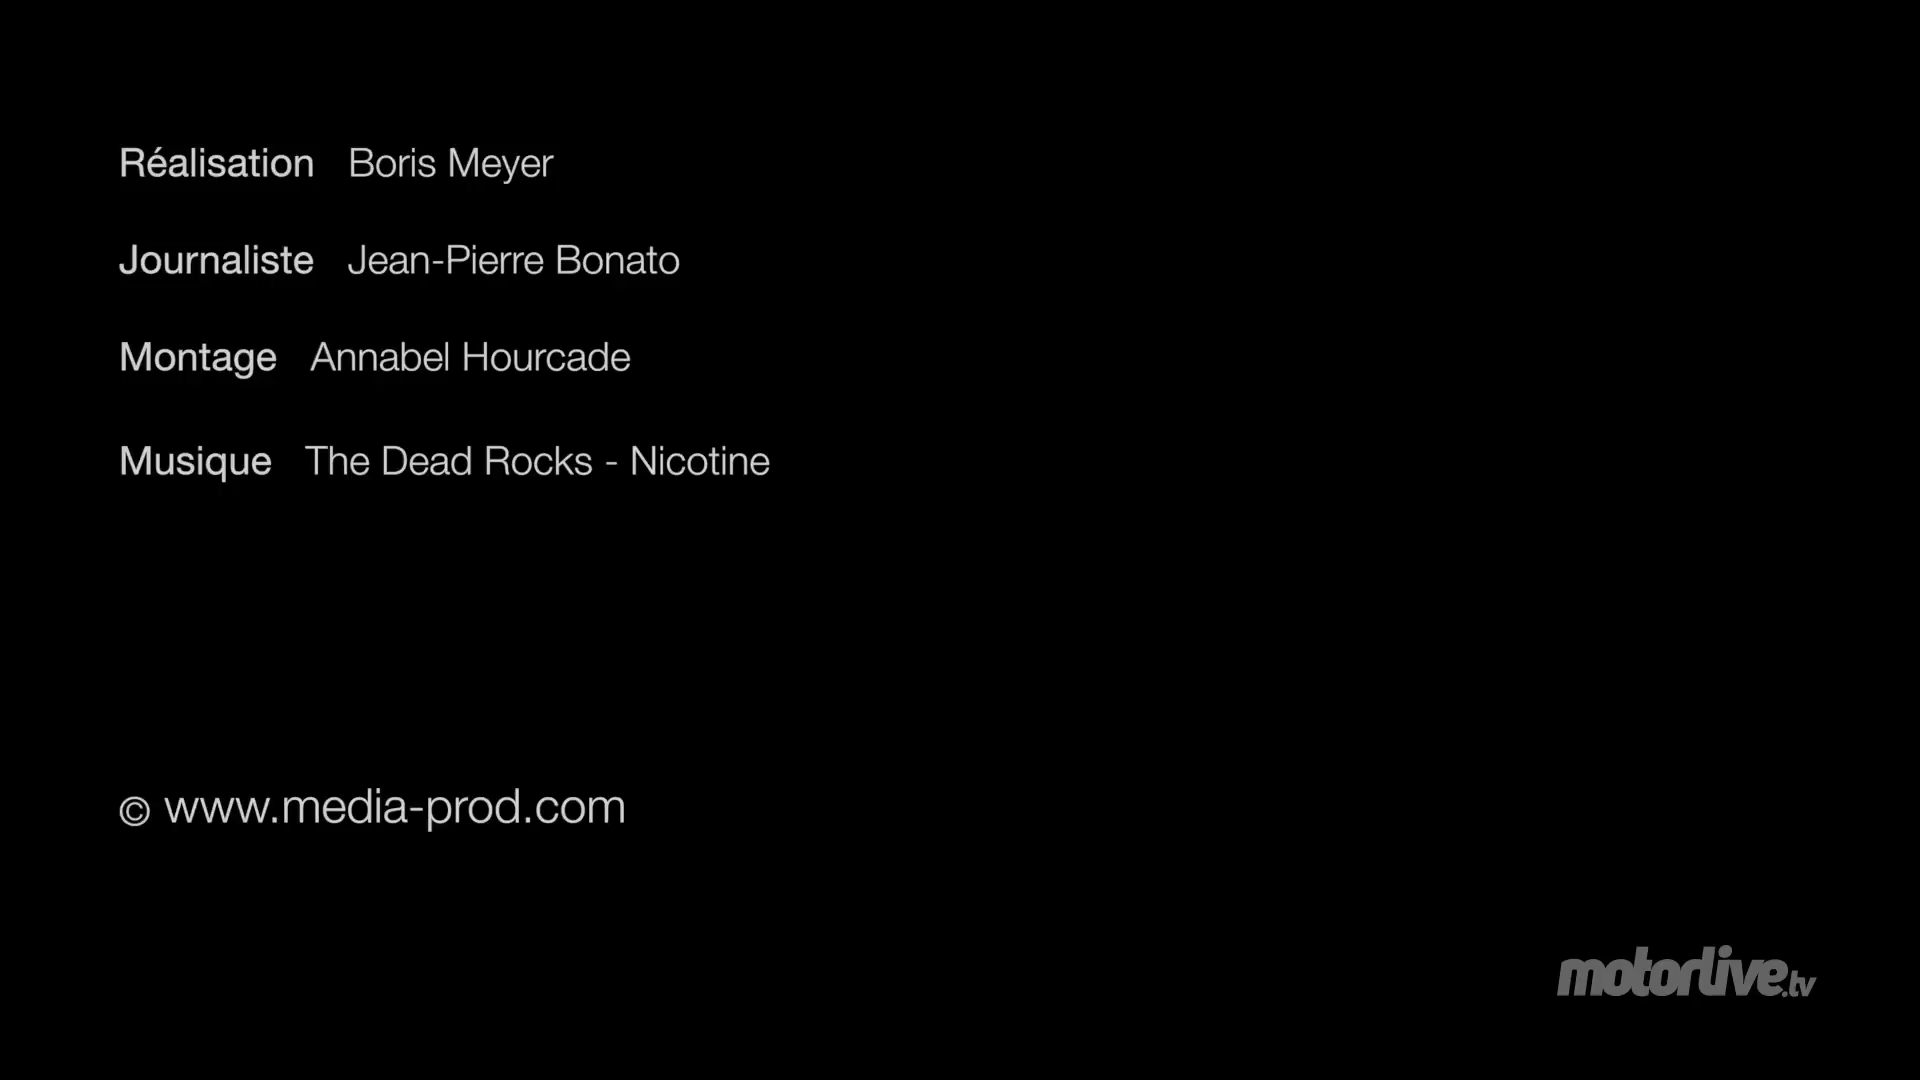 Réalisation Boris Meyer
Journaliste Jean-Pierre Bonato
Montage Annabel Hourcade
Musique The Dead Rocks - Nicotine
© www.media-prod.com
motorlive.tv